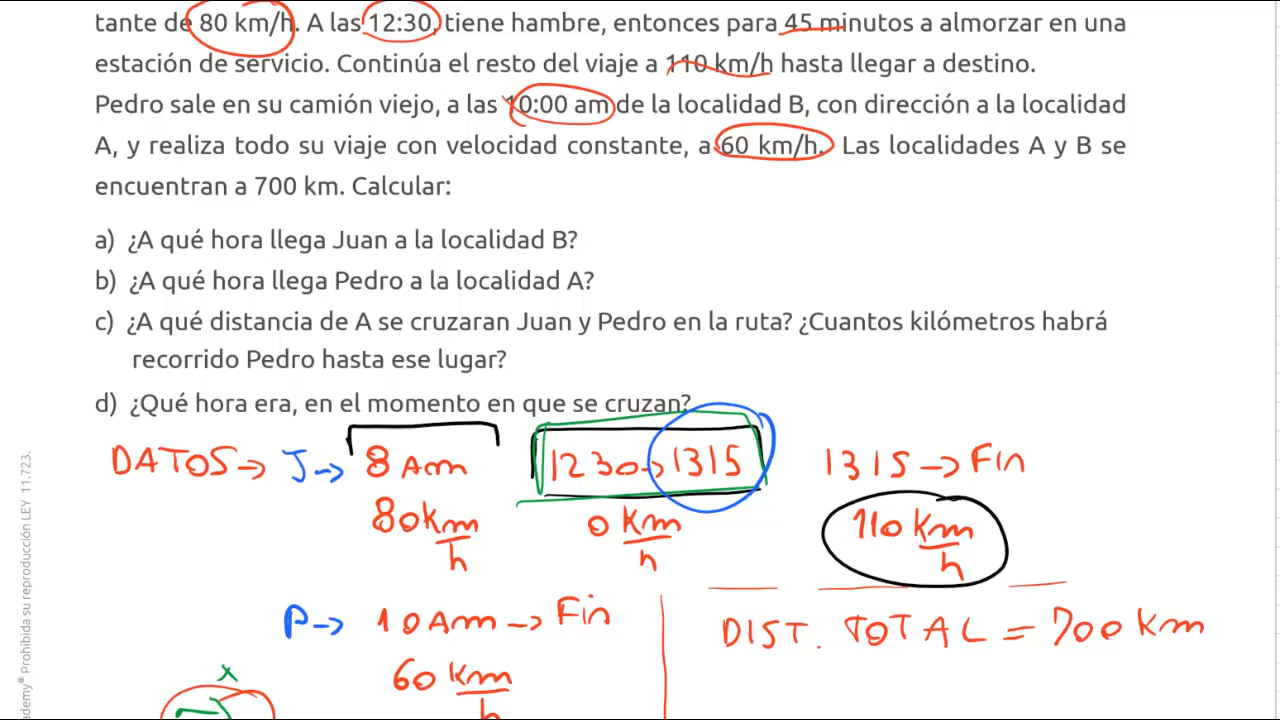 tante de 80 km/h. A las 12:30, tiene hambre, entonces para 45 minutos a almorzar en una
estación de servicio. Continúa el resto del viaje a 110 km/h hasta llegar a destino.
Pedro sale en su camión viejo, a las 10:00 am de la localidad B, con dirección a la localidad
A, y realiza todo su viaje con velocidad constante, a 60 km/h. Las localidades A y B se
encuentran a 700 km. Calcular:
a) ¿A qué hora llega Juan a la localidad B?
b) ¿A qué hora llega Pedro a la localidad A?
c) ¿A qué distancia de A se cruzaran Juan y Pedro en la ruta? ¿Cuantos kilómetros habrá
recorrido Pedro hasta ese lugar?
d) ¿Qué hora era, en el momento en que se cruzan?
DATOS → J → 8 Am 1230 → 1315 1315 → Fin
80 km/h 0 km/h 110 km/h
P → 10 Am → Fin DIST. TOTAL = 700 km
60 km/h
x
ademy® Prohibida su reproducción LEY 11.723.